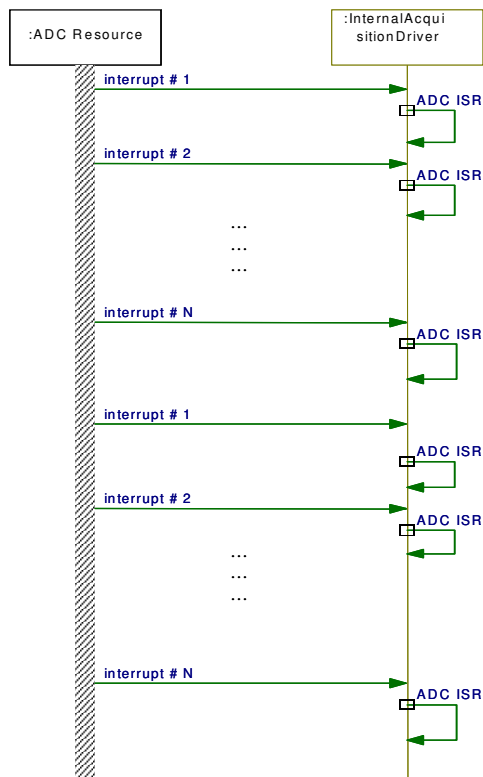 :ADC Resource
:InternalAcqui
sitionDriver
interrupt # 1
ADC ISR
interrupt # 2
ADC ISR
...
...
...
interrupt # N
ADC ISR
interrupt # 1
ADC ISR
interrupt # 2
ADC ISR
...
...
...
interrupt # N
ADC ISR